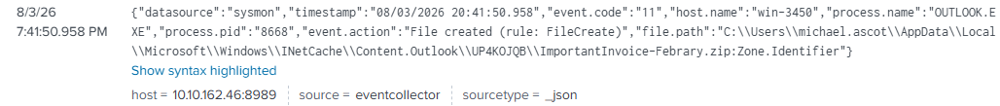 8/3/26
7:41:50.958 PM
{"datasource":"sysmon","timestamp":"08/03/2026 20:41:50.958","event.code":"11","host.name":"win-3450","process.name":"OUTLOOK.E
XE","process.pid":"8668","event.action":"File created (rule: FileCreate)","file.path":"C:\\Users\\michael.ascot\\AppData\\Local
\\Microsoft\\Windows\\INetCache\\Content.Outlook\\UP4KOJQB\\ImportantInvoice-Febrary.zip:Zone.Identifier"}
Show syntax highlighted
host = 10.10.162.46:8989 source = eventcollector sourcetype = _json